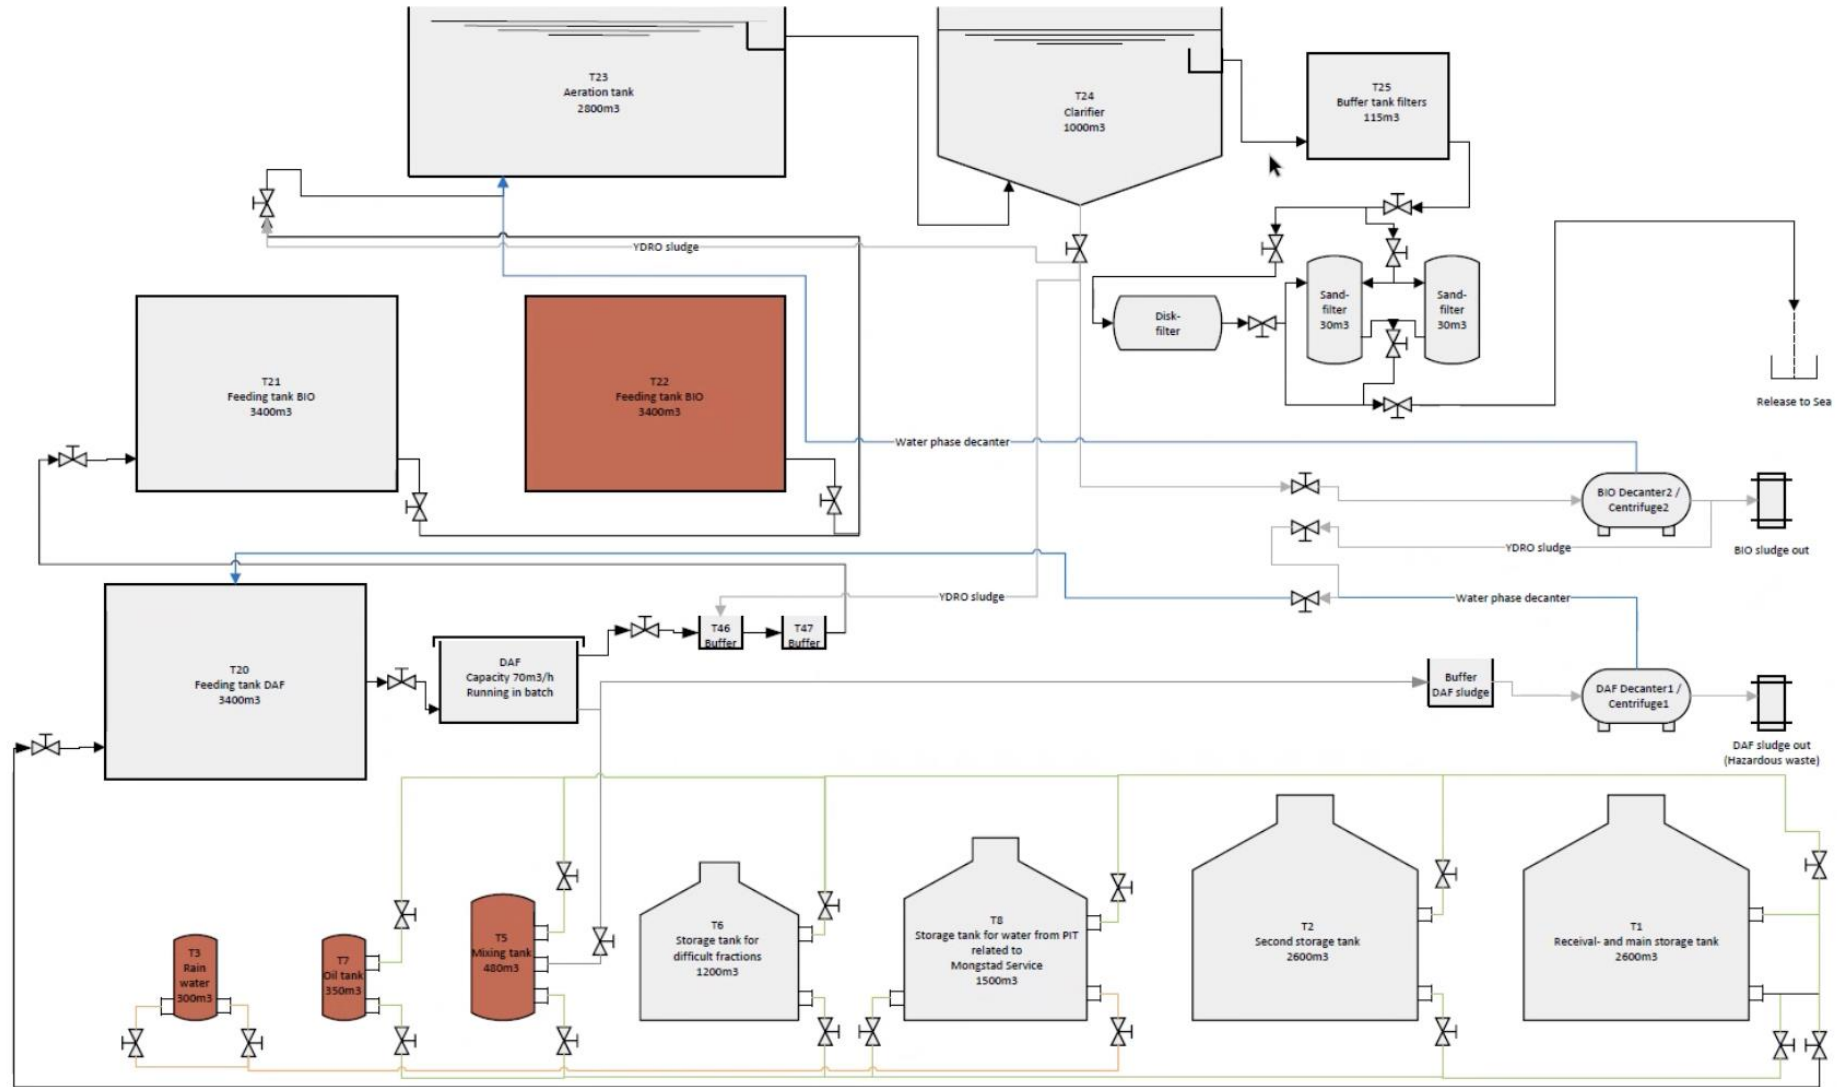 T23
Aeration tank
2800m3
T24
Clarifier
1000m3
T25
Buffer tank filters
115m3
YDRO sludge
Sand-
filter
30m3
Sand-
filter
30m3
Disk-
filter
T21
Feeding tank BIO
3400m3
T22
Feeding tank BIO
3400m3
Release to Sea
Water phase decanter
BIO Decanter2 /
Centrifuge2
YDRO sludge
BIO sludge out
YDRO sludge
Water phase decanter
T46
Buffer
T47
Buffer
T20
Feeding tank DAF
3400m3
DAF
Capacity 70m3/h
Running in batch
Buffer
DAF sludge
DAF Decanter1 /
Centrifuge1
DAF sludge out
(Hazardous waste)
T3
Rain
water
300m3
T7
Oil tank
350m3
T5
Mixing tank
480m3
T6
Storage tank for
difficult fractions
1200m3
T8
Storage tank for water from PIT
related to
Mongstad Service
1500m3
T2
Second storage tank
2600m3
T1
Receival- and main storage tank
2600m3